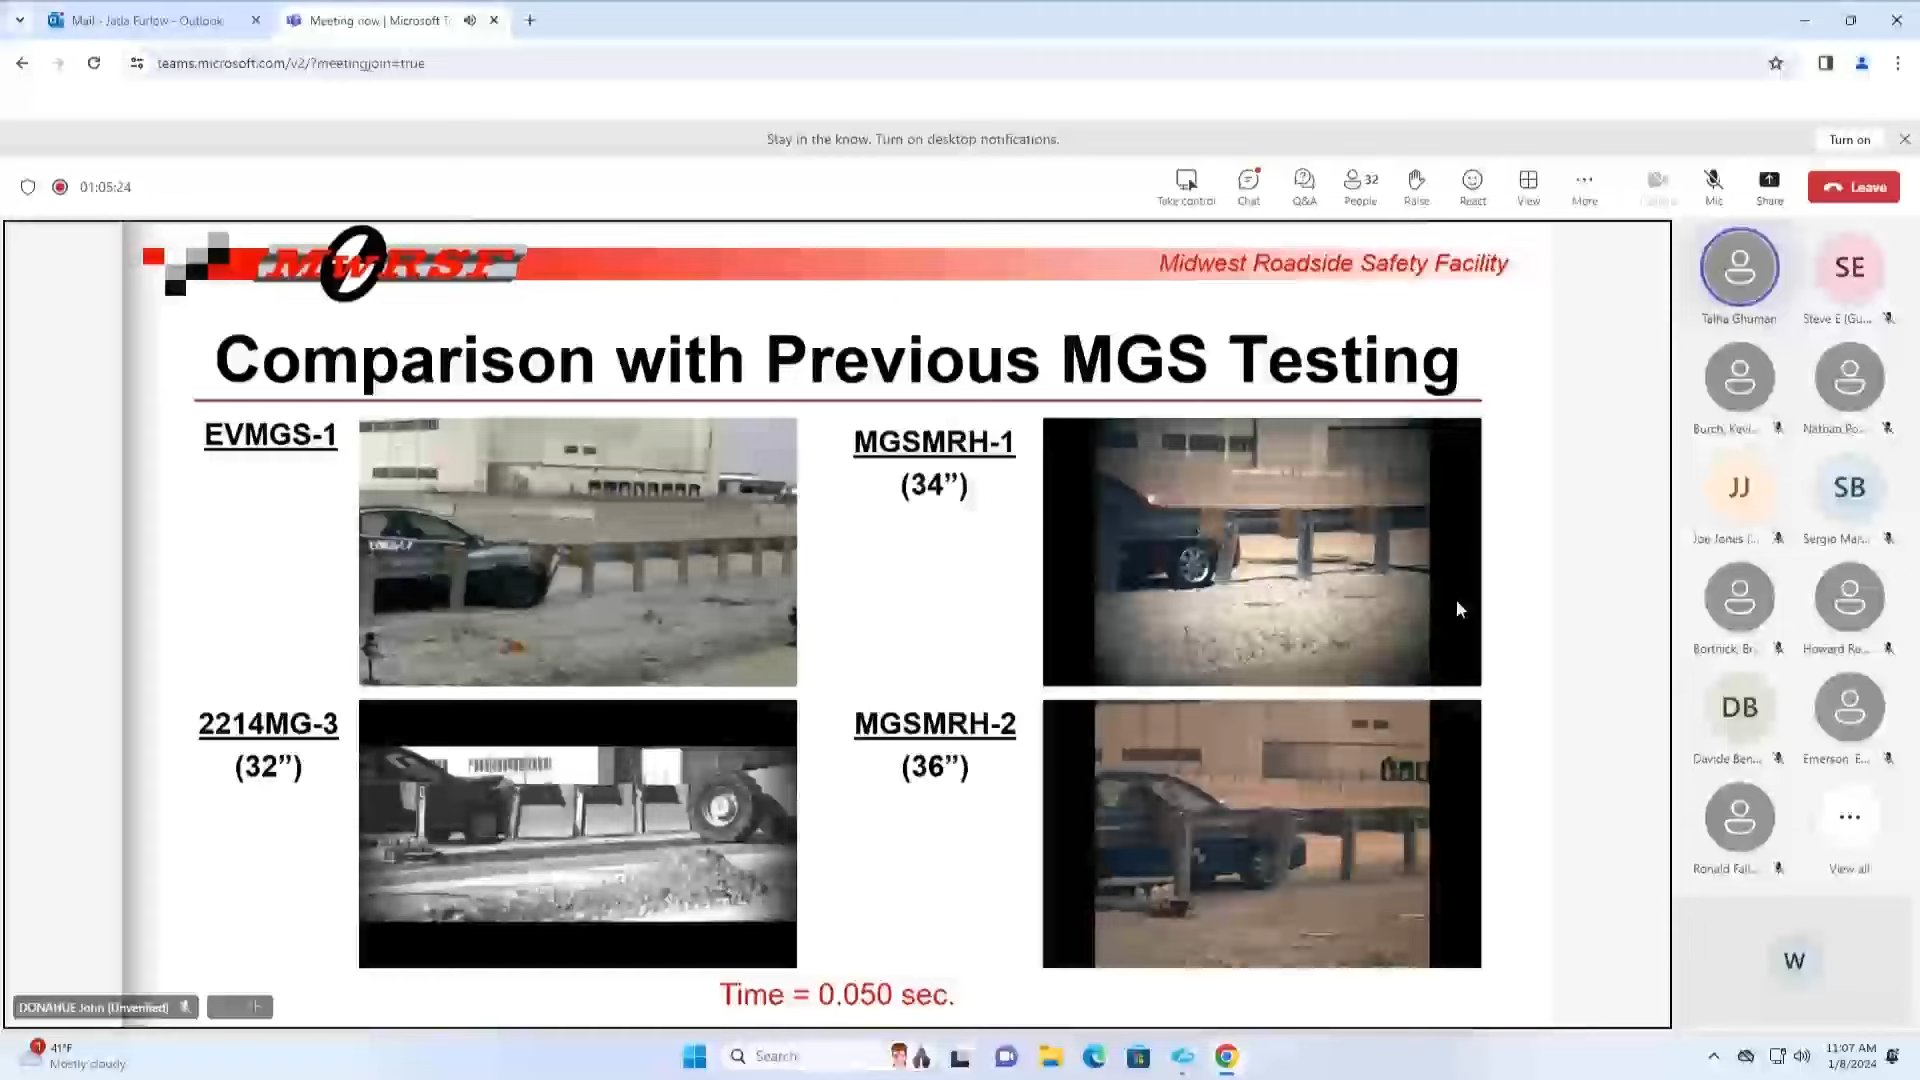 Mail - Jada Furlow - Outlook
Meeting now | Microsoft T
teams.microsoft.com/v2/?meetingjoin=true
Stay in the know. Turn on desktop notifications.
Turn on
01:05:24
Take control
Chat
Q&A
32
People
Raise
React
View
More
Camera
Mic
Share
Leave
MwRSF
Midwest Roadside Safety Facility
Comparison with Previous MGS Testing
EVMGS-1
MGSMRH-1
(34”)
2214MG-3
(32”)
MGSMRH-2
(36”)
Time = 0.050 sec.
DONAHUE John (Unverified)
Talha Ghuman
SE
Steve E (Gu...
Burch, Kevi...
Nathan Po...
JJ
Joe Jones (...
SB
Sergio Mar...
Bortnick, Br...
Howard Re...
DB
Davide Ben...
Emerson E...
Ronald Fall...
View all
W
1
41°F
Mostly cloudy
Search
11:07 AM
1/8/2024